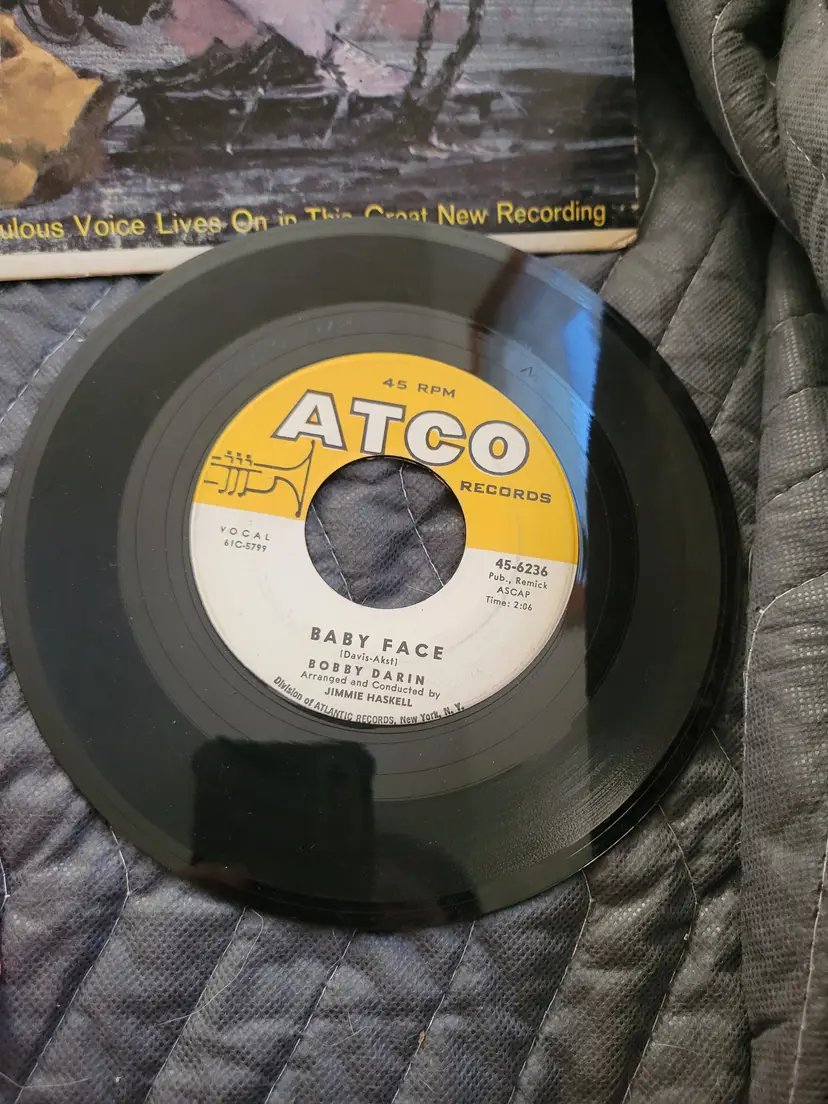 Voice Lives On in This Great New Recording
45 RPM
ATCO
RECORDS
VOCAL
61C-5799
45-6236
Pub., Remick
ASCAP
Time: 2:06
BABY FACE
(Davis-Akst)
BOBBY DARIN
Arranged and Conducted by
JIMMIE HASKELL
Division of ATLANTIC RECORDS, New York, N. Y.